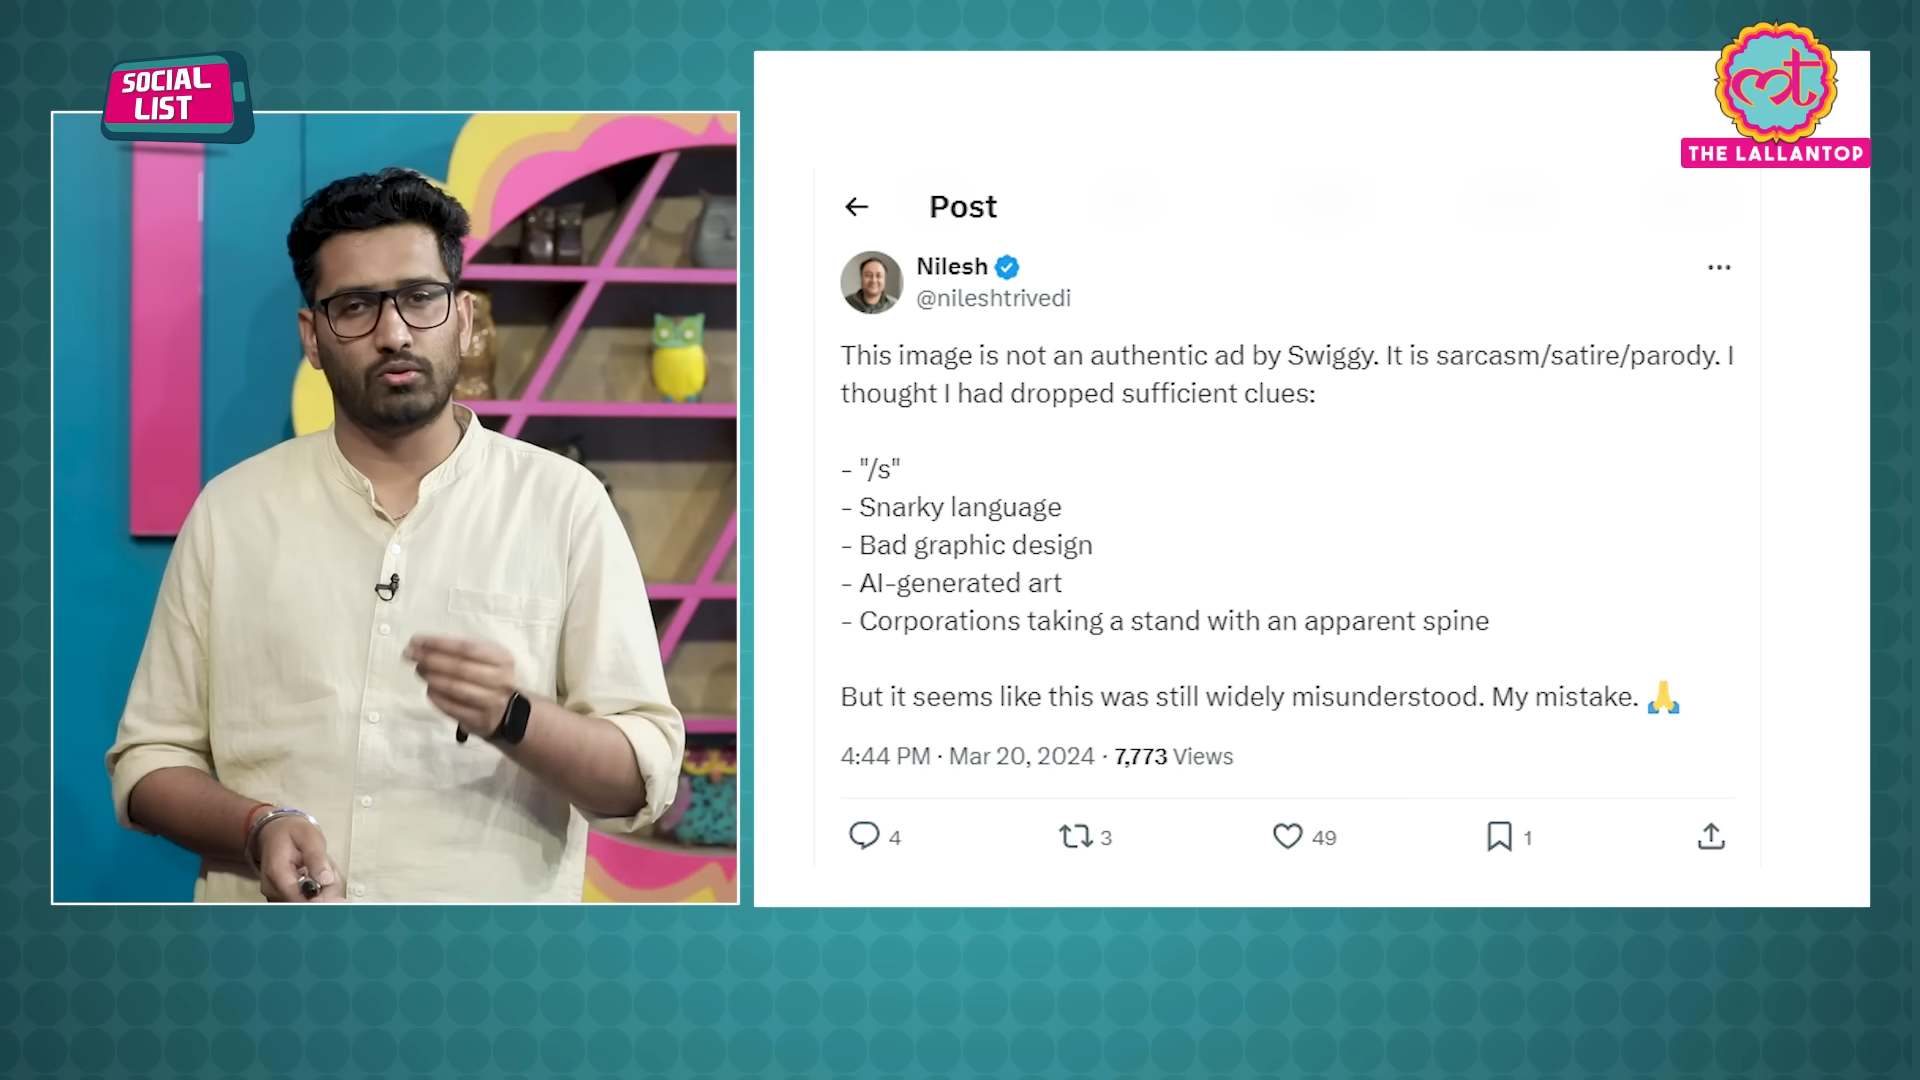 SOCIAL
LIST
THE LALLANTOP
Post
Nilesh
@nileshtrivedi
This image is not an authentic ad by Swiggy. It is sarcasm/satire/parody. I
thought I had dropped sufficient clues:
- "/s"
- Snarky language
- Bad graphic design
- AI-generated art
- Corporations taking a stand with an apparent spine
But it seems like this was still widely misunderstood. My mistake. 🙏
4:44 PM · Mar 20, 2024 · 7,773 Views
4 3 49 1